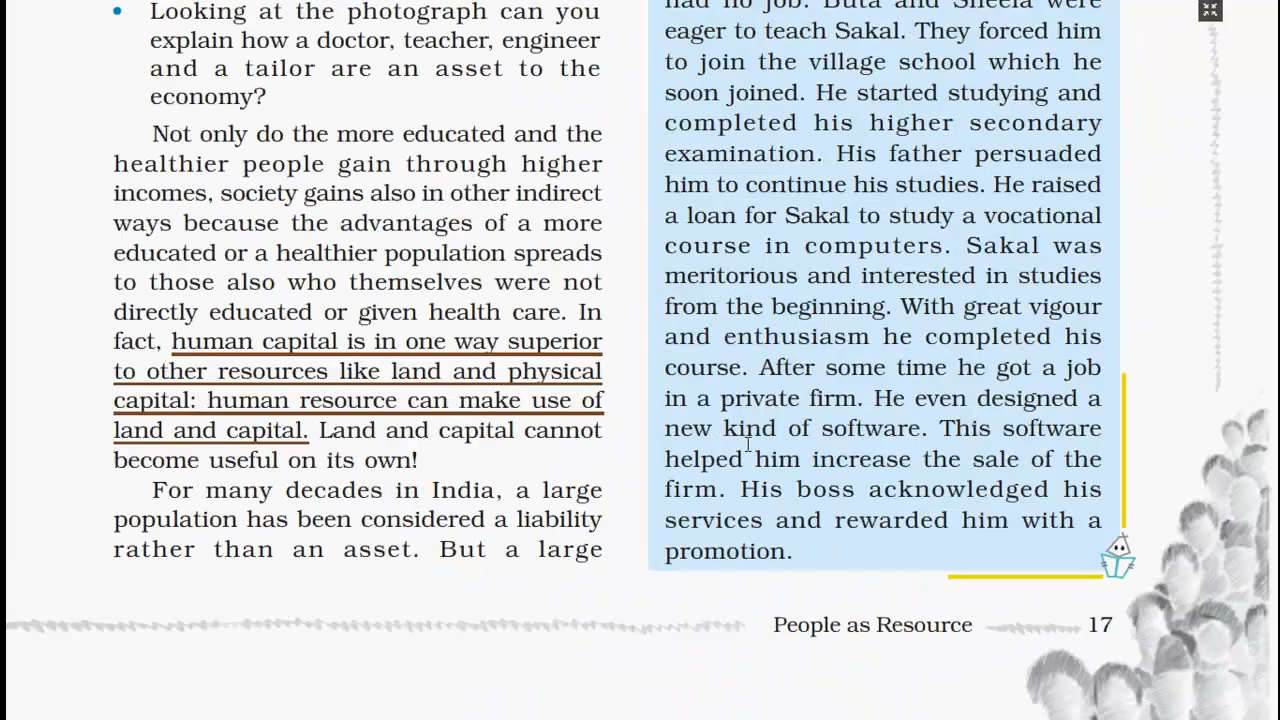 • Looking at the photograph can you
explain how a doctor, teacher, engineer
and a tailor are an asset to the
economy?
Not only do the more educated and the
healthier people gain through higher
incomes, society gains also in other indirect
ways because the advantages of a more
educated or a healthier population spreads
to those also who themselves were not
directly educated or given health care. In
fact, human capital is in one way superior
to other resources like land and physical
capital: human resource can make use of
land and capital. Land and capital cannot
become useful on its own!
For many decades in India, a large
population has been considered a liability
rather than an asset. But a large
had no job. Buta and Sheela were
eager to teach Sakal. They forced him
to join the village school which he
soon joined. He started studying and
completed his higher secondary
examination. His father persuaded
him to continue his studies. He raised
a loan for Sakal to study a vocational
course in computers. Sakal was
meritorious and interested in studies
from the beginning. With great vigour
and enthusiasm he completed his
course. After some time he got a job
in a private firm. He even designed a
new kind of software. This software
helped him increase the sale of the
firm. His boss acknowledged his
services and rewarded him with a
promotion.
People as Resource 17